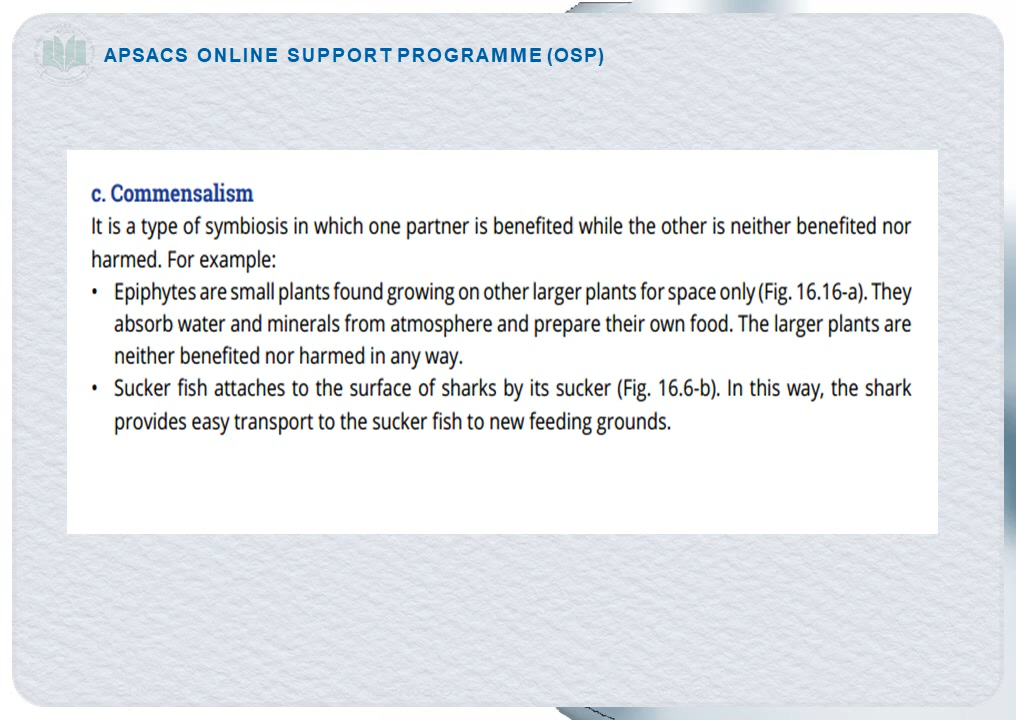 APSACS ONLINE SUPPORT PROGRAMME (OSP)
c. Commensalism
It is a type of symbiosis in which one partner is benefited while the other is neither benefited nor
harmed. For example:
• Epiphytes are small plants found growing on other larger plants for space only (Fig. 16.16-a). They
absorb water and minerals from atmosphere and prepare their own food. The larger plants are
neither benefited nor harmed in any way.
• Sucker fish attaches to the surface of sharks by its sucker (Fig. 16.6-b). In this way, the shark
provides easy transport to the sucker fish to new feeding grounds.